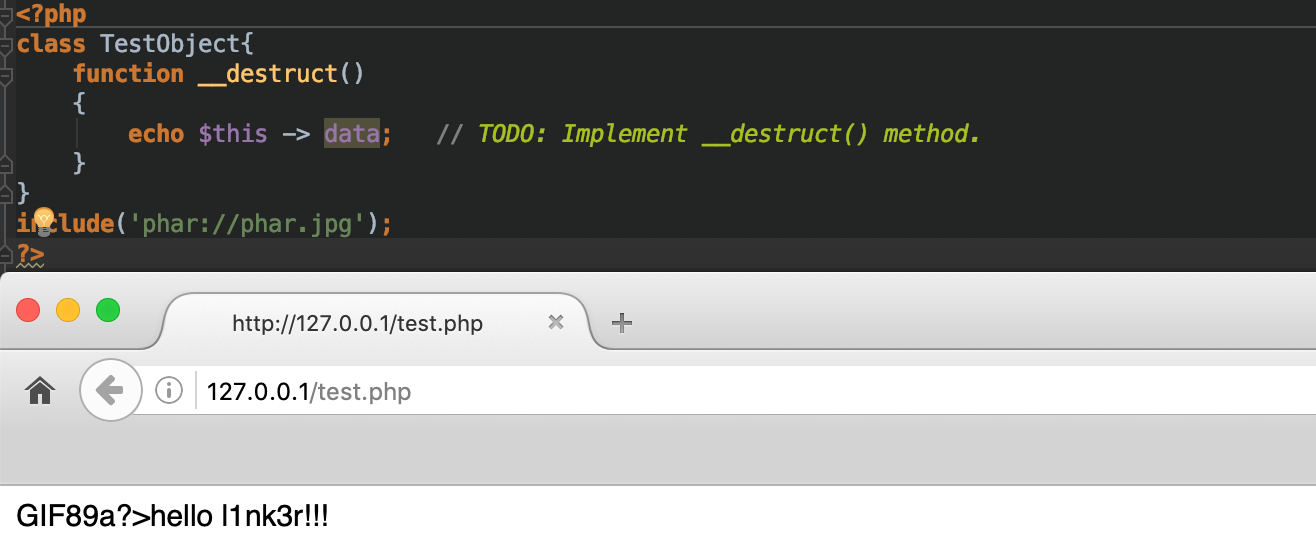 <?php
class TestObject{
    function __destruct()
    {
        echo $this -> data;   // TODO: Implement __destruct() method.
    }
}
include('phar://phar.jpg');
?>
http://127.0.0.1/test.php
127.0.0.1/test.php
GIF89a?>hello l1nk3r!!!